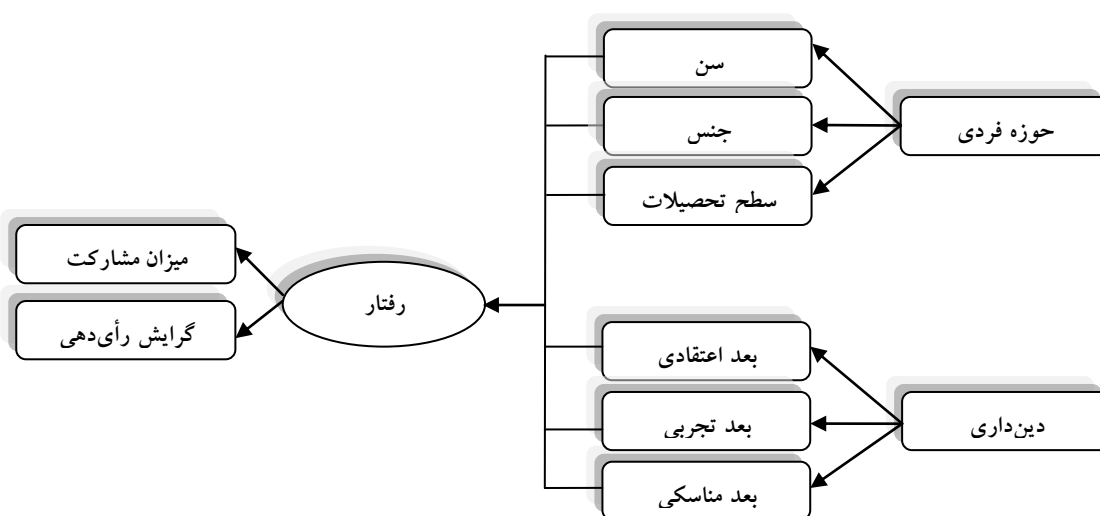 سن
جنس
سطح تحصیلات
حوزه فردی
میزان مشارکت
گرایش رأی‌دهی
رفتار
بعد اعتقادی
بعد تجربی
بعد مناسکی
دین‌داری